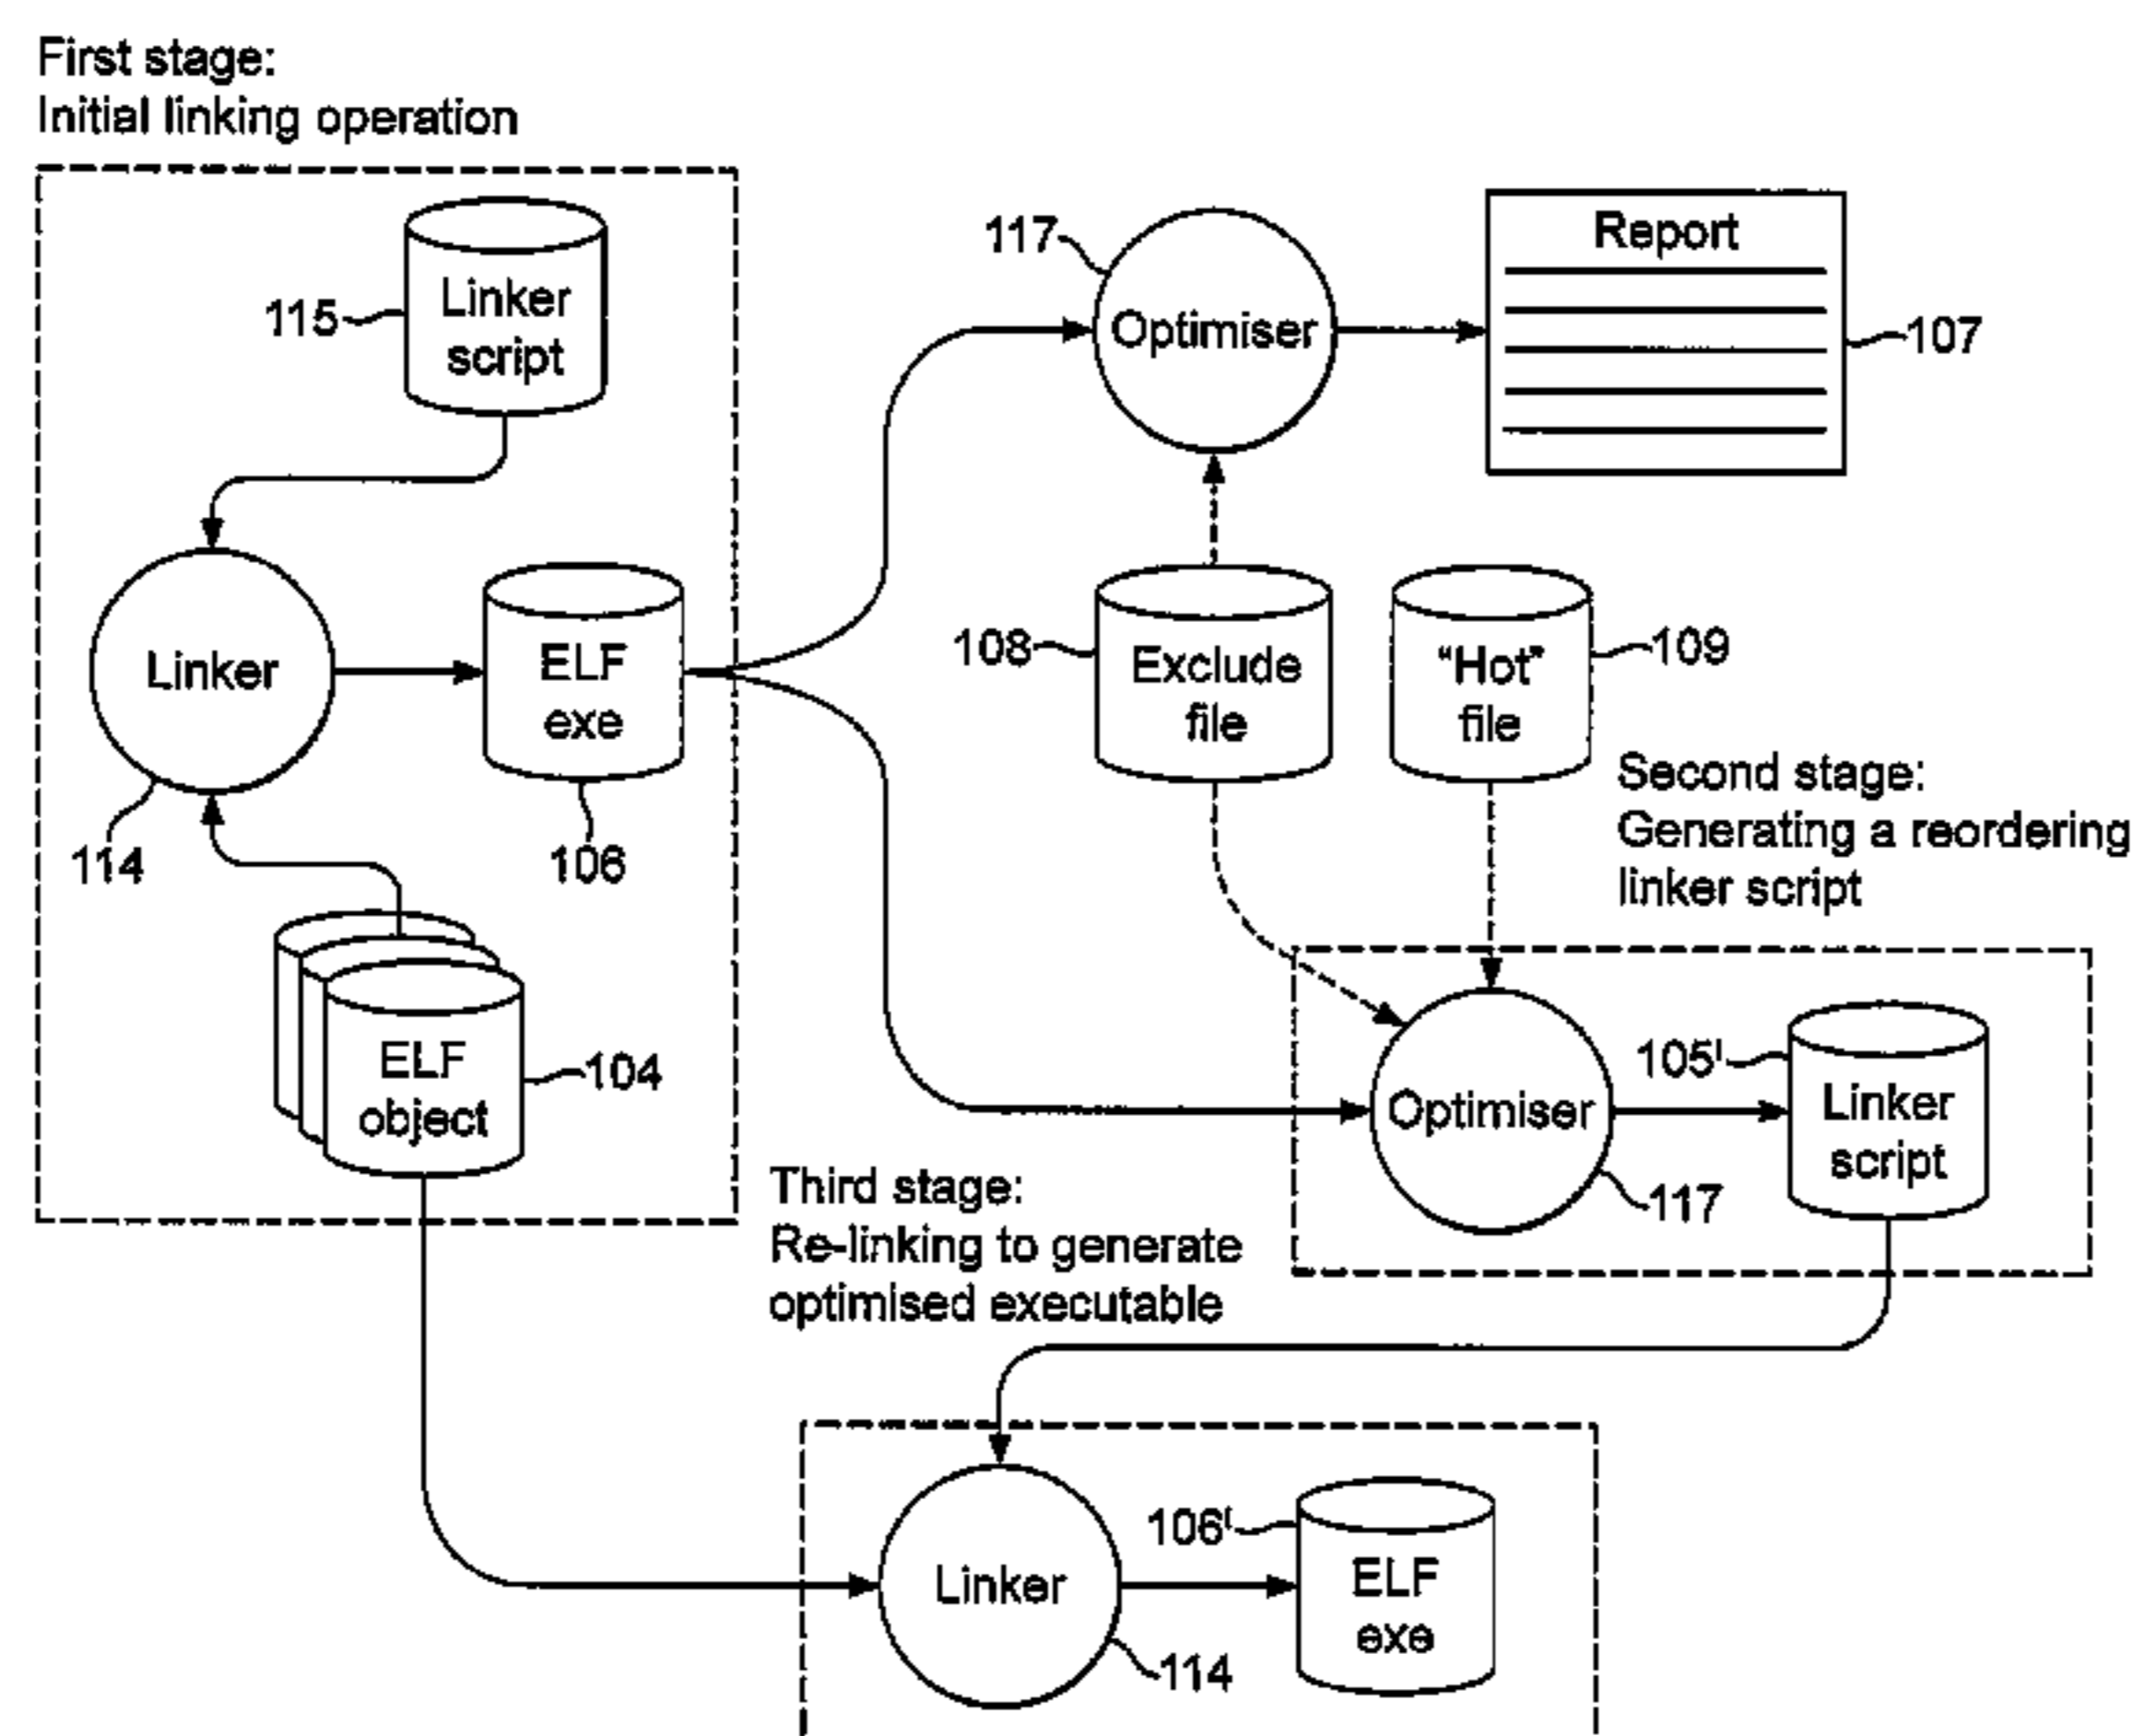 First stage:
Initial linking operation
115
Linker
script
Linker
114
ELF
exe
106
ELF
object
104
117
Optimiser
Report
107
108
Exclude
file
"Hot"
file
109
Second stage:
Generating a reordering
linker script
Optimiser
117
105'
Linker
script
Third stage:
Re-linking to generate
optimised executable
Linker
114
106'
ELF
exe